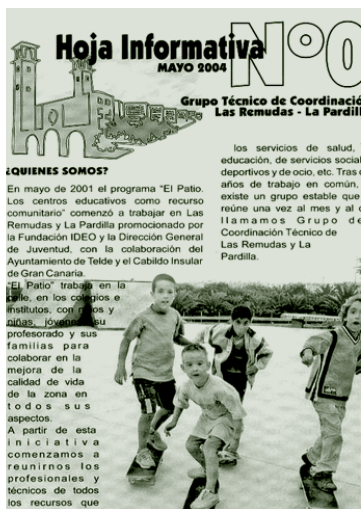 Hoja Informativa
Nº0
MAYO 2004
Grupo Técnico de Coordinació
Las Remudas - La Pardill
¿QUIENES SOMOS?
En mayo de 2001 el programa “El Patio.
Los centros educativos como recurso
comunitario” comenzó a trabajar en Las
Remudas y La Pardilla promocionado por
la Fundación IDEO y la Dirección General
de Juventud, con la colaboración del
Ayuntamiento de Telde y el Cabildo Insular
de Gran Canaria.
“El Patio” trabaja en la
calle, en los colegios e
institutos, con niños y
niñas, jóvenes, su
profesorado y sus
familias para
colaborar en la
mejora de la
calidad de vida
de la zona en
todos sus
aspectos.
A partir de esta
iniciativa
comenzamos a
reunirnos los
profesionales y
técnicos de todos
los recursos que
los servicios de salud,
educación, de servicios social
deportivos y de ocio, etc. Tras
años de trabajo en común,
existe un grupo estable que
reúne una vez al mes y al
llamamos Grupo de
Coordinación Técnico de
Las Remudas y La
Pardilla.